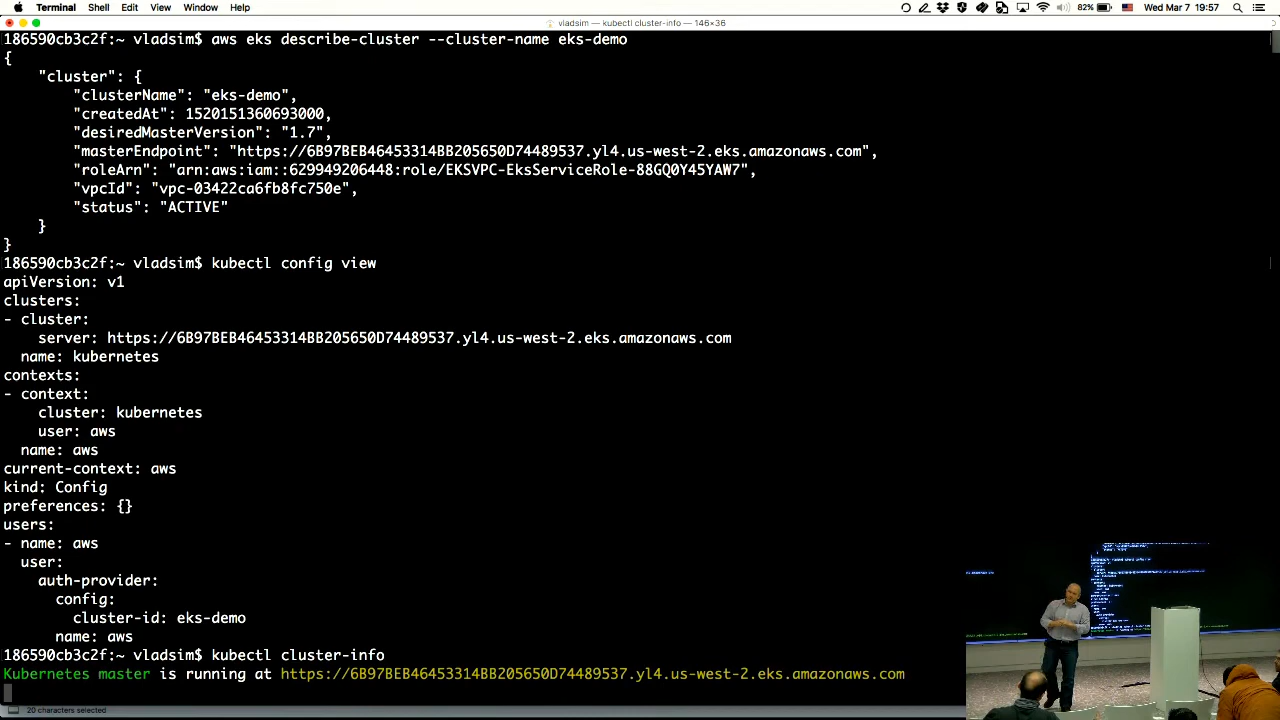 Terminal Shell Edit View Window Help 82% Wed Mar 7 19:57
vladsim — kubectl cluster-info — 146×36
186590cb3c2f:~ vladsim$ aws eks describe-cluster --cluster-name eks-demo
{
"cluster": {
"clusterName": "eks-demo",
"createdAt": 1520151360693000,
"desiredMasterVersion": "1.7",
"masterEndpoint": "https://6B97BEB46453314BB205650D74489537.yl4.us-west-2.eks.amazonaws.com",
"roleArn": "arn:aws:iam::629949206448:role/EKSVPC-EksServiceRole-88GQ0Y45YAW7",
"vpcId": "vpc-03422ca6fb8fc750e",
"status": "ACTIVE"
}
}
186590cb3c2f:~ vladsim$ kubectl config view
apiVersion: v1
clusters:
- cluster:
server: https://6B97BEB46453314BB205650D74489537.yl4.us-west-2.eks.amazonaws.com
name: kubernetes
contexts:
- context:
cluster: kubernetes
user: aws
name: aws
current-context: aws
kind: Config
preferences: {}
users:
- name: aws
user:
auth-provider:
config:
cluster-id: eks-demo
name: aws
186590cb3c2f:~ vladsim$ kubectl cluster-info
Kubernetes master is running at https://6B97BEB46453314BB205650D74489537.yl4.us-west-2.eks.amazonaws.com
20 characters selected